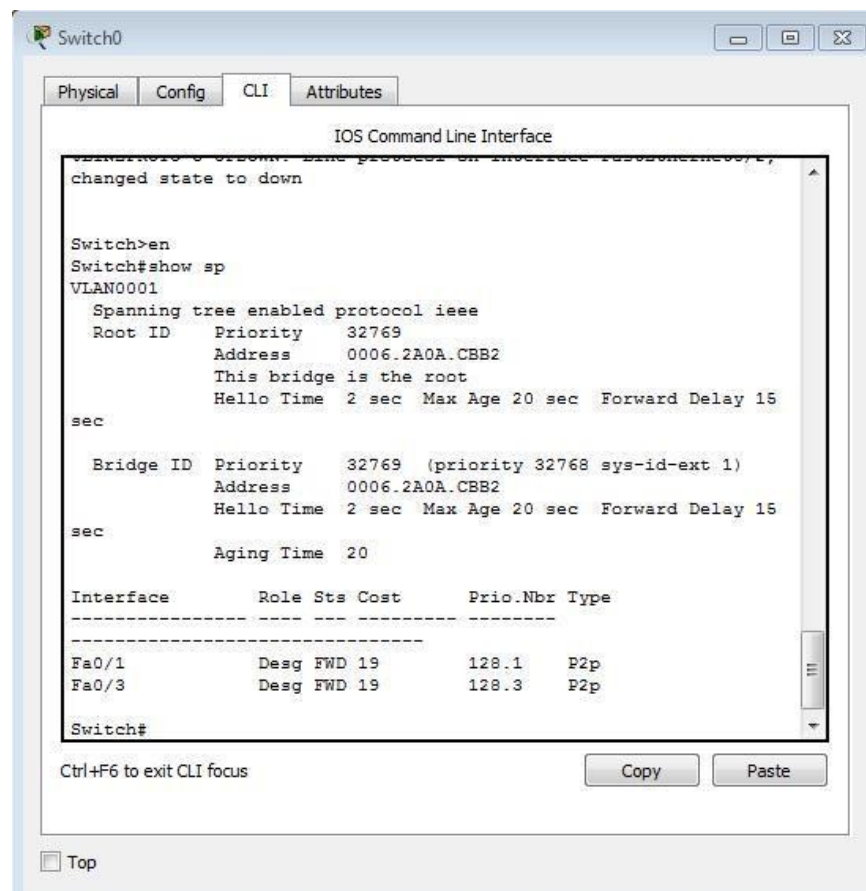 Switch0
Physical Config CLI Attributes
IOS Command Line Interface
changed state to down
Switch>en
Switch#show sp
VLAN0001
  Spanning tree enabled protocol ieee
  Root ID    Priority    32769
             Address     0006.2A0A.CBB2
             This bridge is the root
             Hello Time  2 sec  Max Age 20 sec  Forward Delay 15
sec
  Bridge ID  Priority    32769  (priority 32768 sys-id-ext 1)
             Address     0006.2A0A.CBB2
             Hello Time  2 sec  Max Age 20 sec  Forward Delay 15
sec
             Aging Time  20
Interface        Role Sts Cost      Prio.Nbr Type
---------------- ---- --- --------- --------
--------------------------------
Fa0/1            Desg FWD 19        128.1    P2p
Fa0/3            Desg FWD 19        128.3    P2p
Switch#
Ctrl+F6 to exit CLI focus
Copy Paste
Top